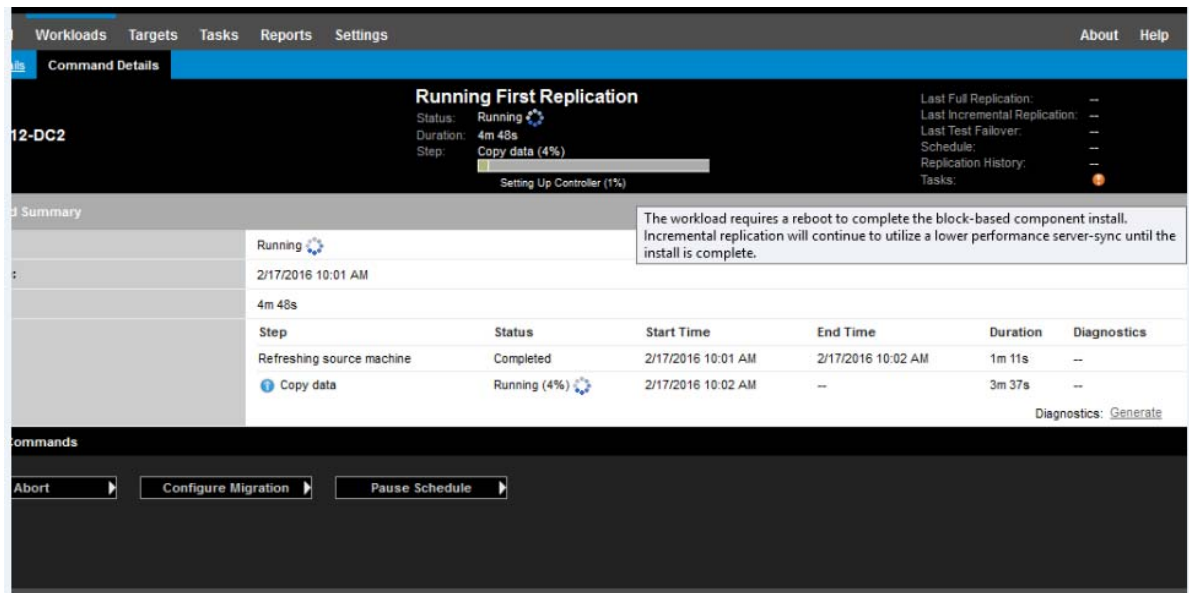 Workloads Targets Tasks Reports Settings About Help
ils Command Details
Running First Replication
Status: Running
Duration: 4m 48s
Step: Copy data (4%)
Setting Up Controller (1%)
12-DC2
Last Full Replication: --
Last Incremental Replication: --
Last Test Failover: --
Schedule: --
Replication History: --
Tasks:
d Summary
The workload requires a reboot to complete the block-based component install.
Incremental replication will continue to utilize a lower performance server-sync until the
install is complete.
Running
: 2/17/2016 10:01 AM
4m 48s
Step Status Start Time End Time Duration Diagnostics
Refreshing source machine Completed 2/17/2016 10:01 AM 2/17/2016 10:02 AM 1m 11s --
Copy data Running (4%) 2/17/2016 10:02 AM -- 3m 37s --
Diagnostics: Generate
ommands
Abort Configure Migration Pause Schedule